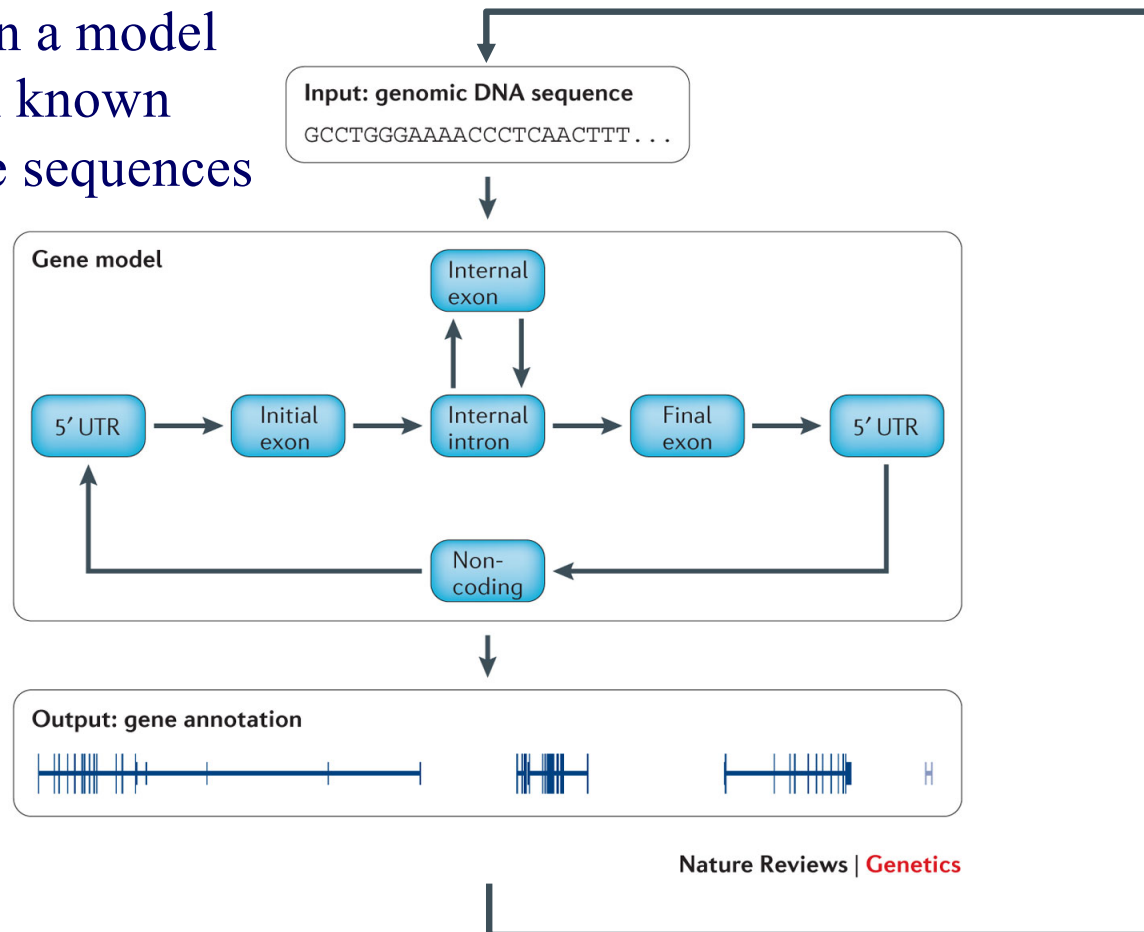 n a model
known
sequences
Input: genomic DNA sequence
GCCTGGGAAAACCCTCAACTTT...
Gene model
Internal
exon
5′ UTR
Initial
exon
Internal
intron
Final
exon
5′ UTR
Non-
coding
Output: gene annotation
Nature Reviews | Genetics